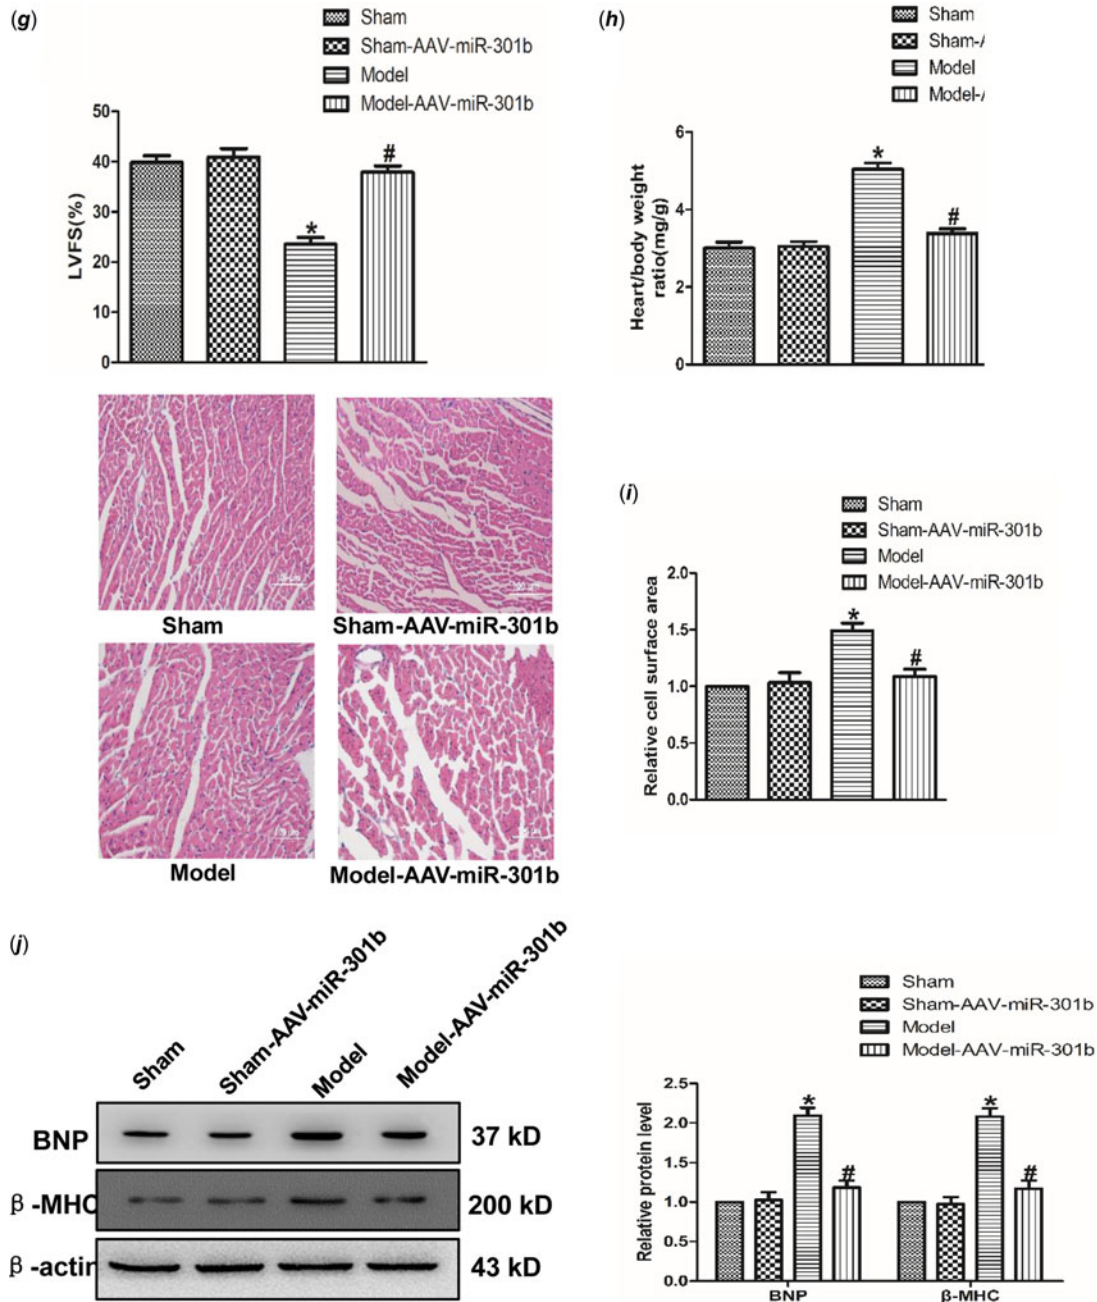 (g)
Sham
Sham-AAV-miR-301b
Model
Model-AAV-miR-301b
50
40
30
20
10
0
LVFS(%)
*
#
(h)
Sham
Sham-A
Model
Model-A
6
4
2
0
Heart/body weight
ratio(mg/g)
*
#
Sham
Sham-AAV-miR-301b
Model
Model-AAV-miR-301b
(i)
Sham
Sham-AAV-miR-301b
Model
Model-AAV-miR-301b
2.0
1.5
1.0
0.5
0.0
Relative cell surface area
*
#
(j)
Sham
Sham-AAV-miR-301b
Model
Model-AAV-miR-301b
BNP
37 kD
β-MHC
200 kD
β-actin
43 kD
Sham
Sham-AAV-miR-301b
Model
Model-AAV-miR-301b
2.5
2.0
1.5
1.0
0.5
0.0
Relative protein level
*
#
*
#
BNP
β-MHC